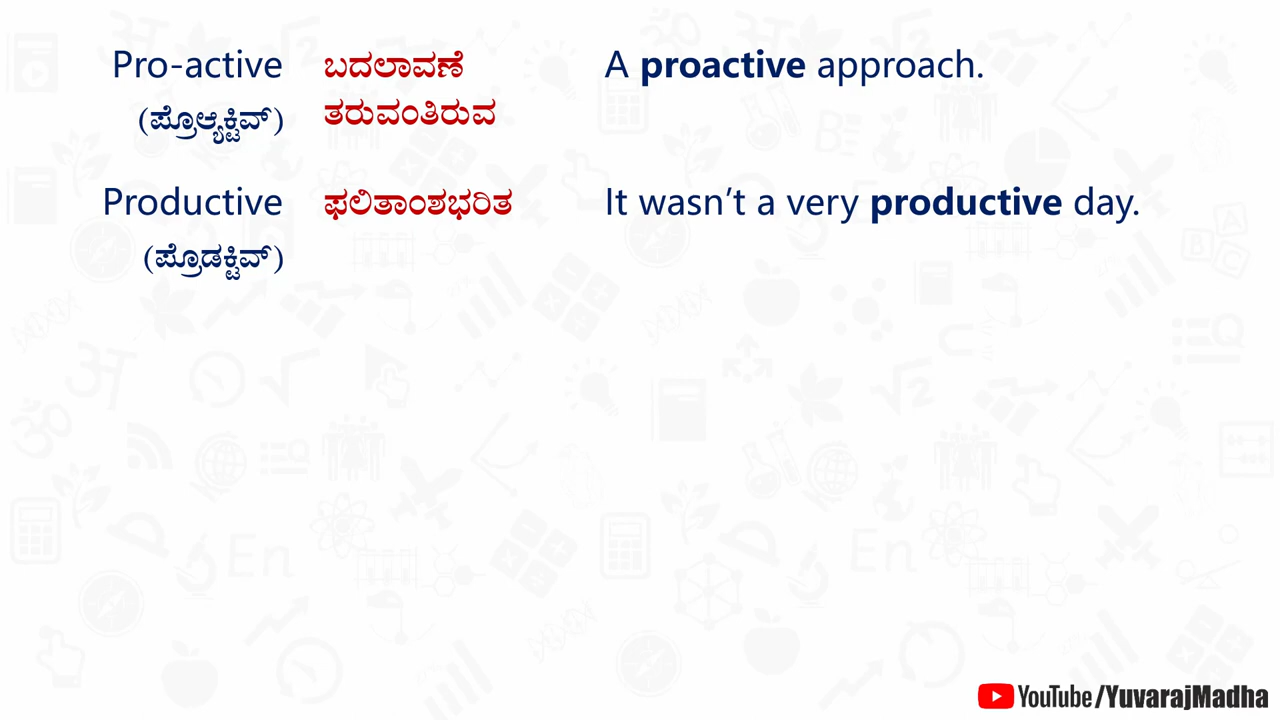 Pro-active ಬದಲಾವಣೆ A proactive approach.
(ಪ್ರೊಆ್ಯಕ್ಟಿವ್) ತರುವಂತಿರುವ
Productive ಫಲಿತಾಂಶಭರಿತ It wasn't a very productive day.
(ಪ್ರೊಡಕ್ಟಿವ್)
YouTube/YuvarajMadha